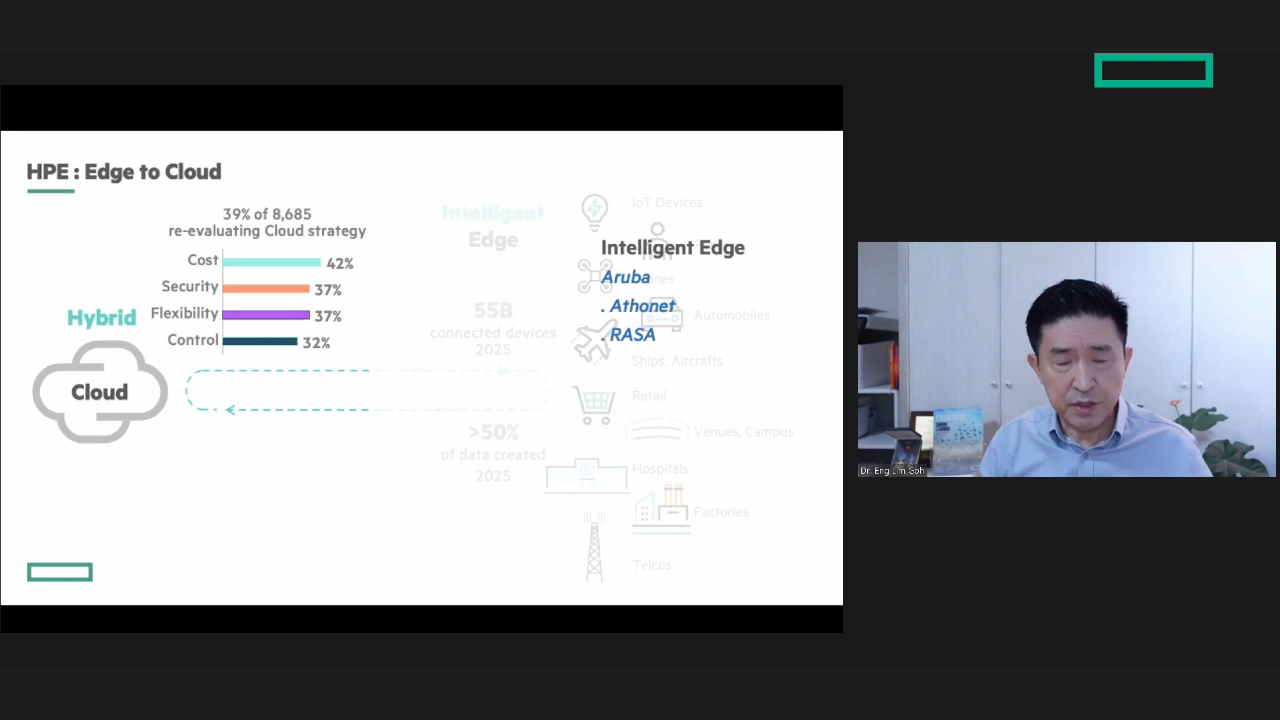 HPE : Edge to Cloud
39% of 8,685
re-evaluating Cloud strategy
Cost 42%
Security 37%
Flexibility 37%
Control 32%
Hybrid
Cloud
Intelligent
Edge
55B
connected devices
2025
>50%
of data created
2025
IoT Devices
Intelligent Edge
Aruba
. Athonet
. RASA
Automobiles
Ships, Aircrafts
Retail
Venues, Campus
Hospitals
Factories
Telcos
Dr. Eng Lim Goh